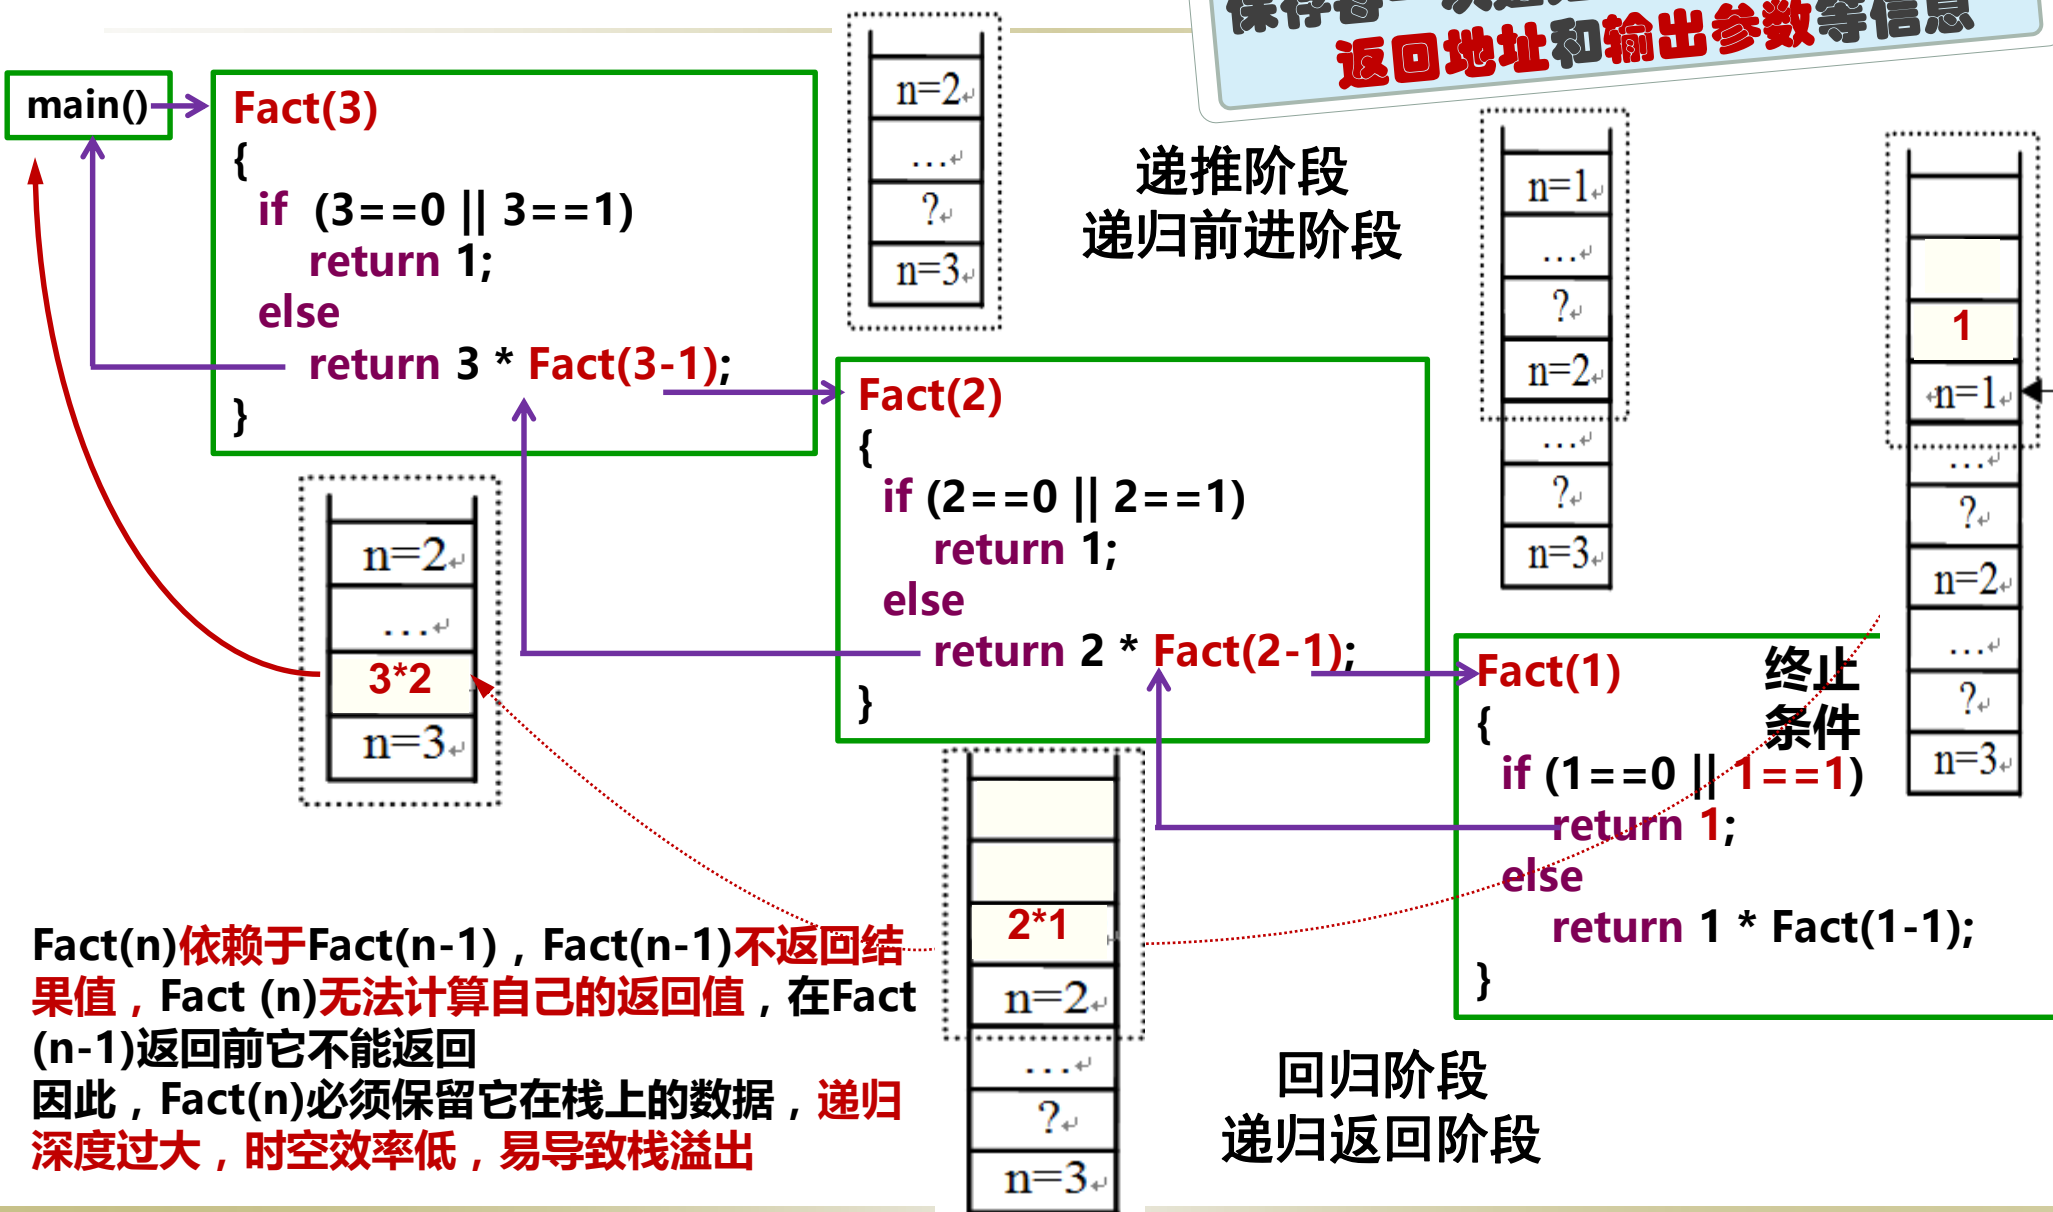 返回地址和输出参数等信息
main()
Fact(3)
{
if (3==0 || 3==1)
return 1;
else
return 3 * Fact(3-1);
}
n=2
...
?
n=3
递推阶段
递归前进阶段
n=1
...
?
n=2
...
?
n=3
1
n=1
...
?
n=2
...
?
n=3
Fact(2)
{
if (2==0 || 2==1)
return 1;
else
return 2 * Fact(2-1);
}
n=2
...
3*2
n=3
Fact(1)
{
if (1==0 || 1==1)
return 1;
else
return 1 * Fact(1-1);
}
终止
条件
2*1
n=2
...
?
n=3
Fact(n)依赖于Fact(n-1)，Fact(n-1)不返回结
果值，Fact (n)无法计算自己的返回值，在Fact
(n-1)返回前它不能返回
因此，Fact(n)必须保留它在栈上的数据，递归
深度过大，时空效率低，易导致栈溢出
回归阶段
递归返回阶段